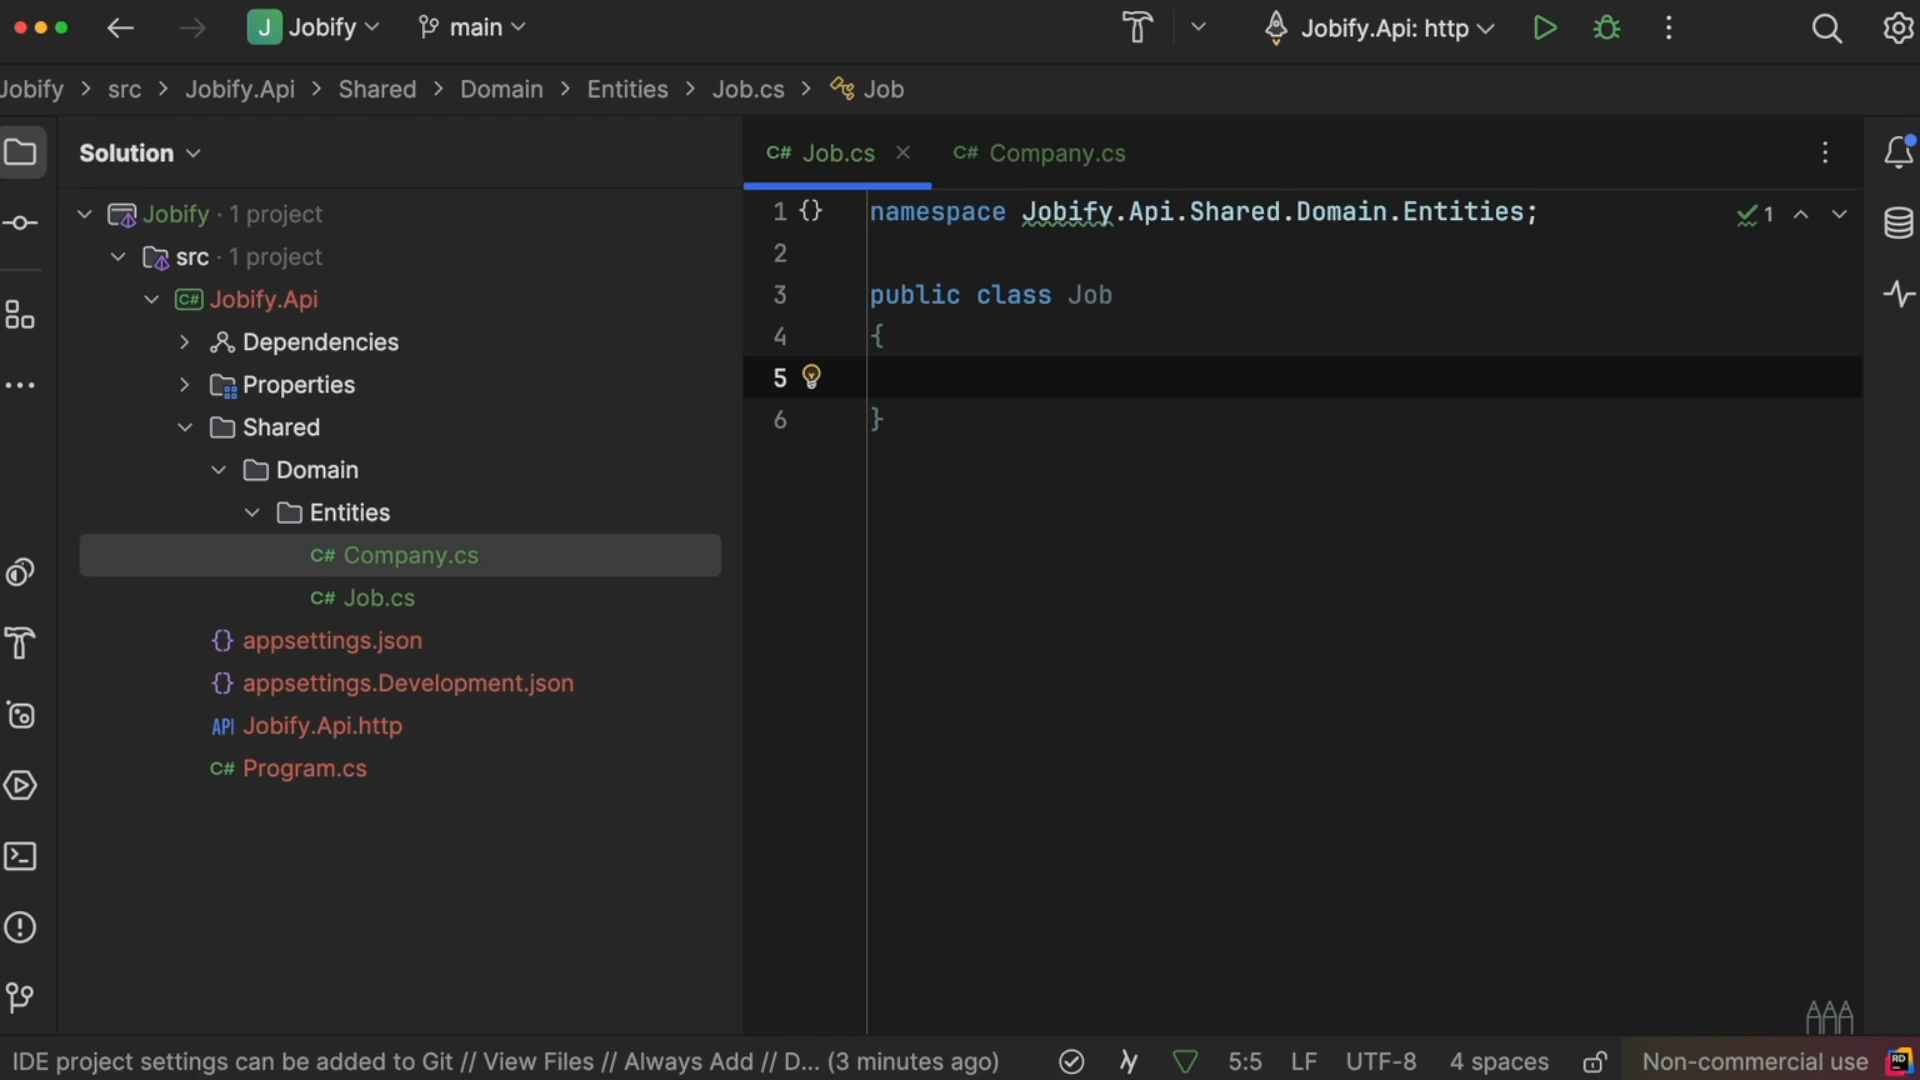 J Jobify main Jobify.Api: http
Jobify > src > Jobify.Api > Shared > Domain > Entities > Job.cs > Job
Solution
Jobify · 1 project
src · 1 project
C# Jobify.Api
Dependencies
Properties
Shared
Domain
Entities
C# Company.cs
C# Job.cs
{} appsettings.json
{} appsettings.Development.json
API Jobify.Api.http
C# Program.cs
C# Job.cs C# Company.cs
1 {} namespace Jobify.Api.Shared.Domain.Entities; 1
2
3 public class Job
4 {
5
6 }
IDE project settings can be added to Git // View Files // Always Add // D... (3 minutes ago) 5:5 LF UTF-8 4 spaces Non-commercial use RD